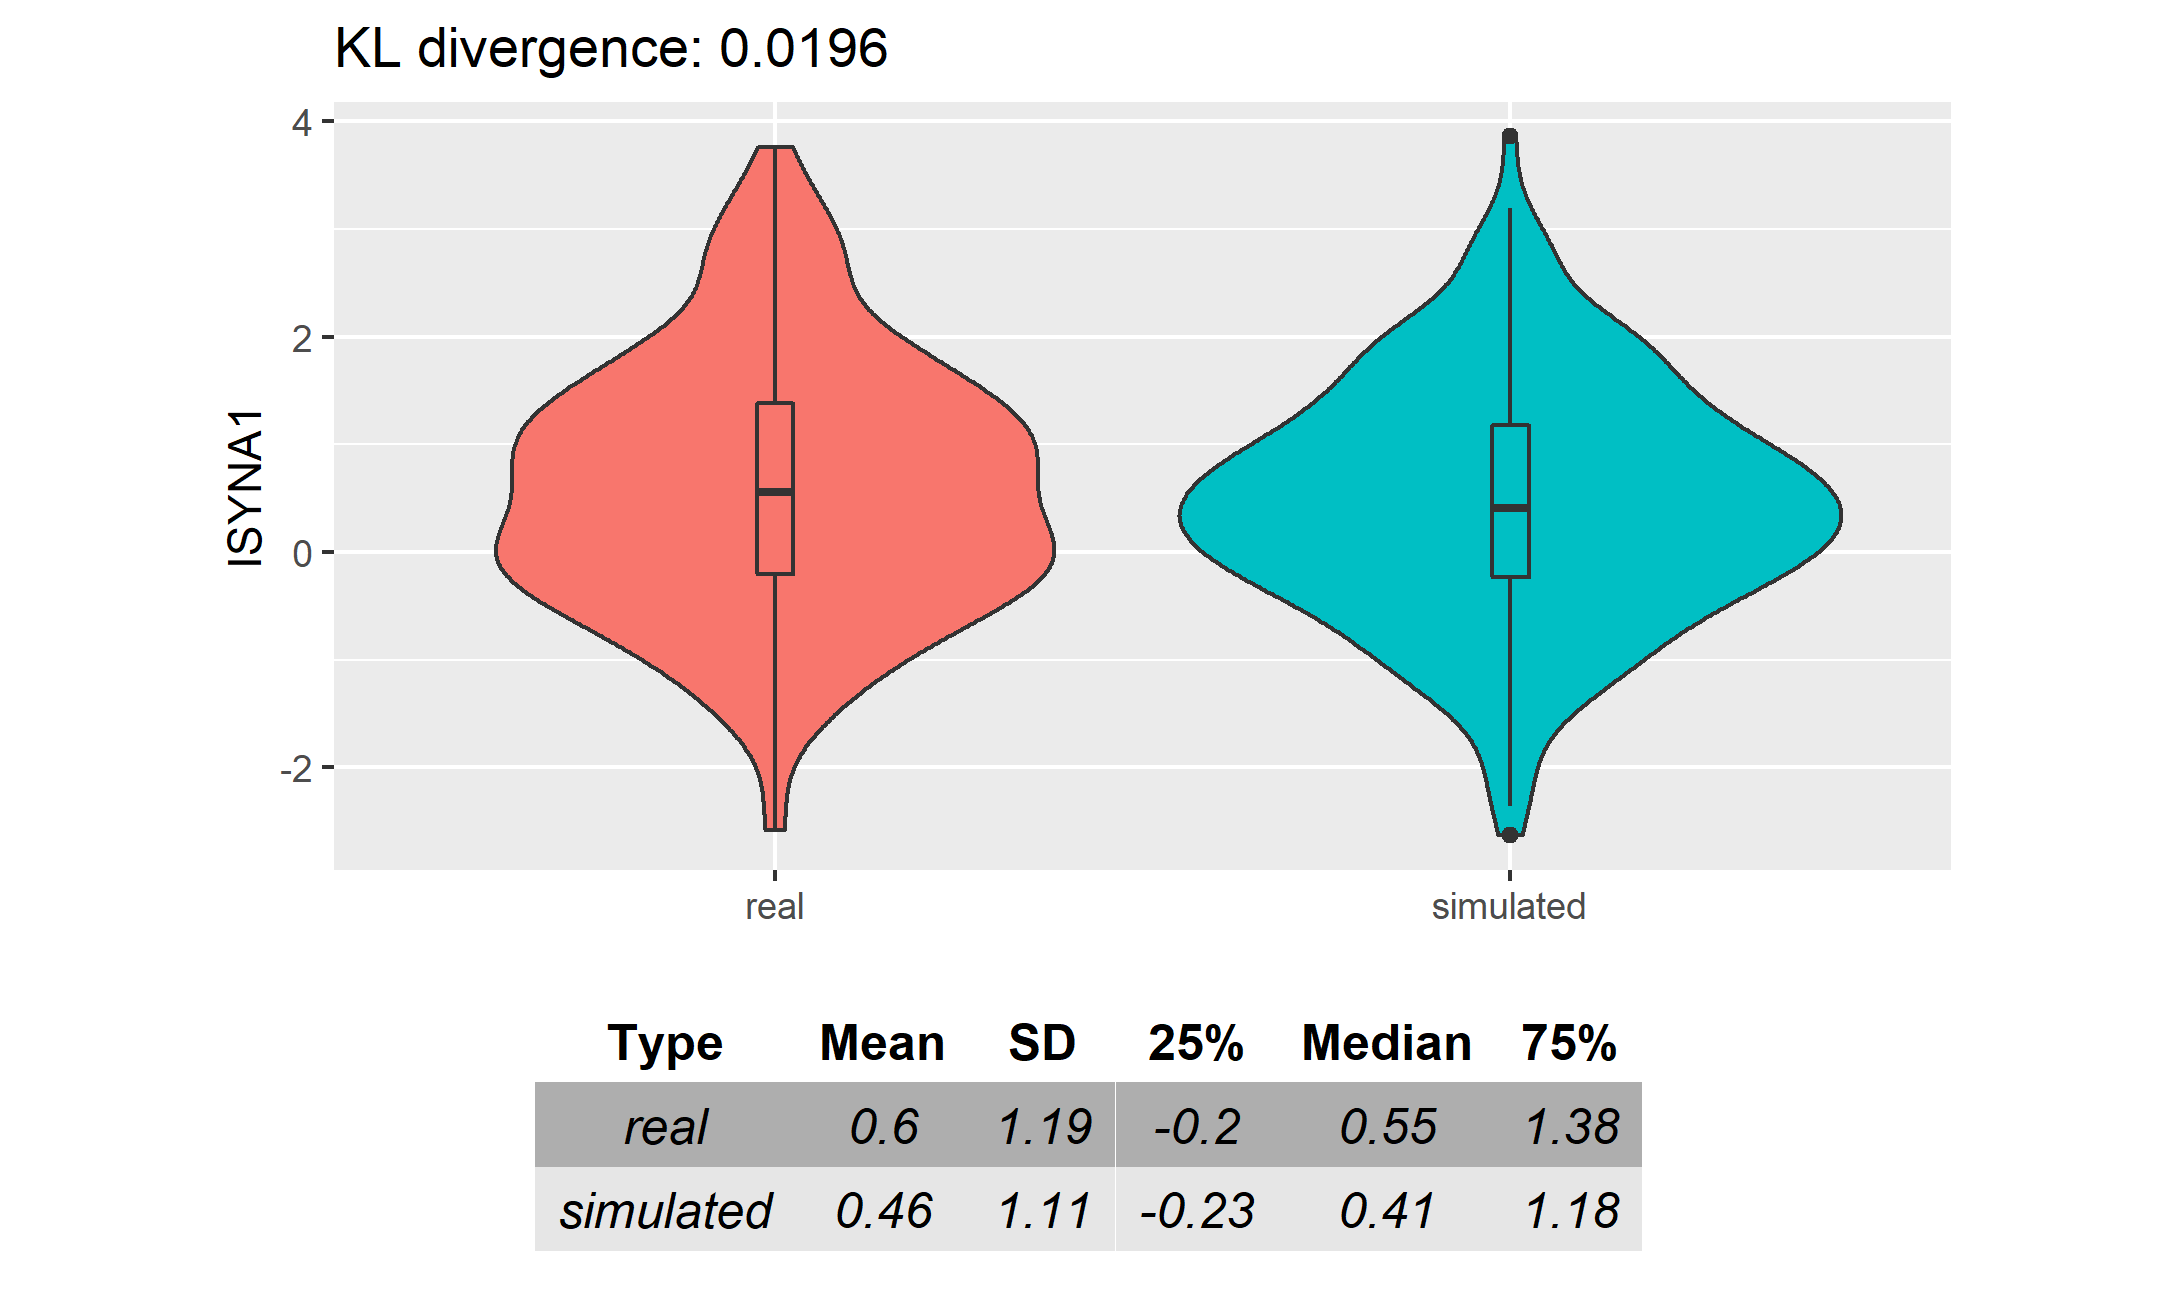 KL divergence: 0.0196
4
2
0
-2
ISYNA1
real simulated
Type Mean SD 25% Median 75%
real 0.6 1.19 -0.2 0.55 1.38
simulated 0.46 1.11 -0.23 0.41 1.18